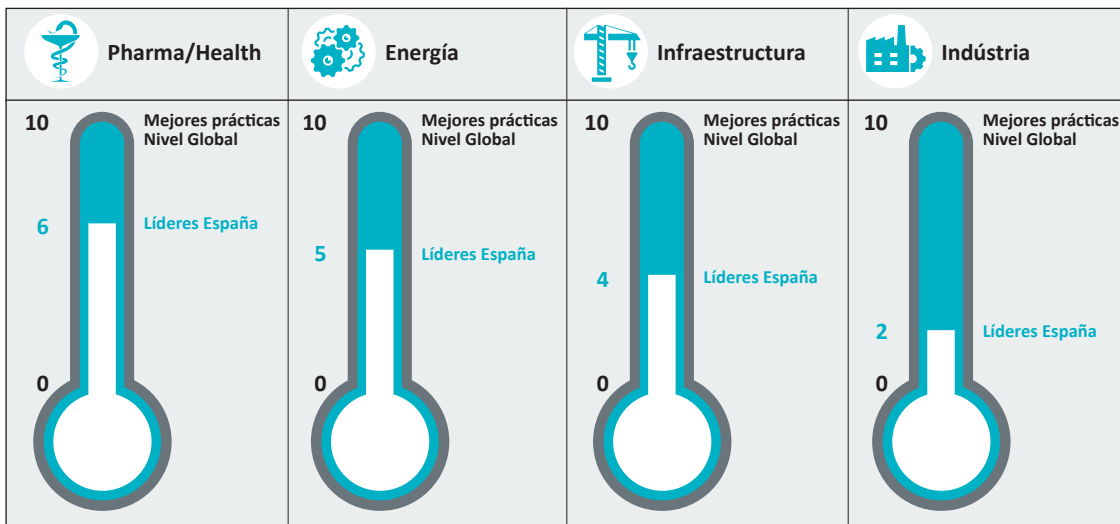 Pharma/Health
Energía
Infraestructura
Indústria
10
Mejores prácticas
Nivel Global
6
Líderes España
0
10
Mejores prácticas
Nivel Global
5
Líderes España
0
10
Mejores prácticas
Nivel Global
4
Líderes España
0
10
Mejores prácticas
Nivel Global
2
Líderes España
0